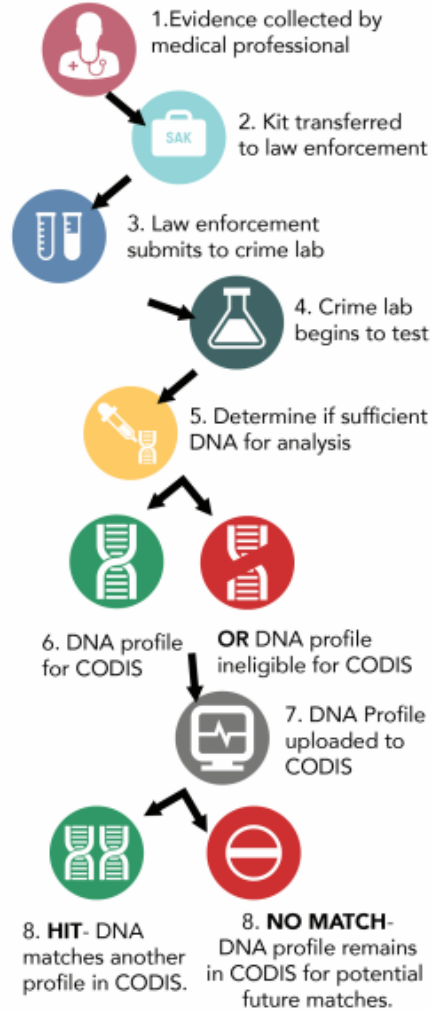 1.Evidence collected by
medical professional
SAK
2. Kit transferred
to law enforcement
3. Law enforcement
submits to crime lab
4. Crime lab
begins to test
5. Determine if sufficient
DNA for analysis
6. DNA profile
for CODIS
OR DNA profile
ineligible for CODIS
7. DNA Profile
uploaded to
CODIS
8. HIT- DNA
matches another
profile in CODIS.
8. NO MATCH-
DNA profile remains
in CODIS for potential
future matches.